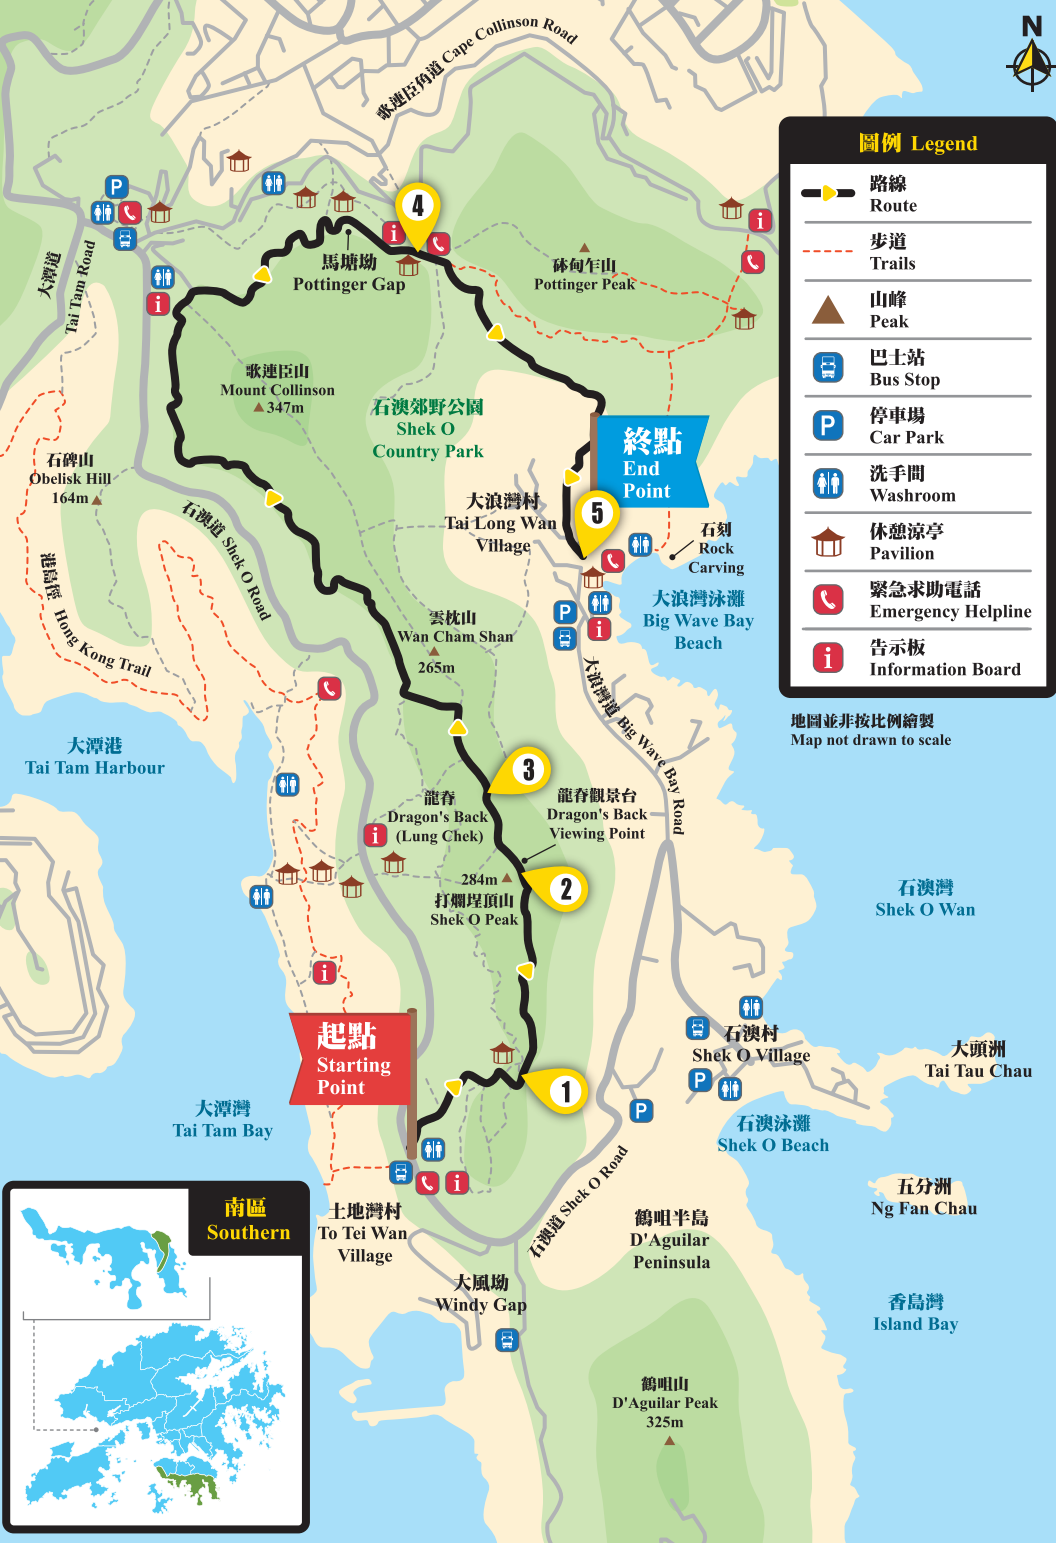 歌連臣角道 Cape Collinson Road
N
圖例 Legend
路線
Route
步道
Trails
山峰
Peak
巴士站
Bus Stop
停車場
Car Park
洗手間
Washroom
休憩涼亭
Pavilion
緊急求助電話
Emergency Helpline
告示板
Information Board
地圖並非按比例繪製
Map not drawn to scale
P
P
大潭道
Tai Tam Road
4
馬塘坳
Pottinger Gap
砵甸乍山
Pottinger Peak
歌連臣山
Mount Collinson
347m
石澳郊野公園
Shek O
Country Park
終點
End
Point
5
石碑山
Obelisk Hill
164m
大浪灣村
Tai Long Wan
Village
石刻
Rock
Carving
石澳道 Shek O Road
港島徑 Hong Kong Trail
大浪灣泳灘
Big Wave Bay
Beach
P
雲枕山
Wan Cham Shan
265m
大浪灣道 Big Wave Bay Road
大潭港
Tai Tam Harbour
3
龍脊
Dragon's Back
(Lung Chek)
龍脊觀景台
Dragon's Back
Viewing Point
284m
打爛埕頂山
Shek O Peak
2
石澳灣
Shek O Wan
起點
Starting
Point
1
石澳村
Shek O Village
P
P
大頭洲
Tai Tau Chau
大潭灣
Tai Tam Bay
石澳泳灘
Shek O Beach
五分洲
Ng Fan Chau
土地灣村
To Tei Wan
Village
石澳道 Shek O Road
鶴咀半島
D'Aguilar
Peninsula
大風坳
Windy Gap
香島灣
Island Bay
鶴咀山
D'Aguilar Peak
325m
南區
Southern